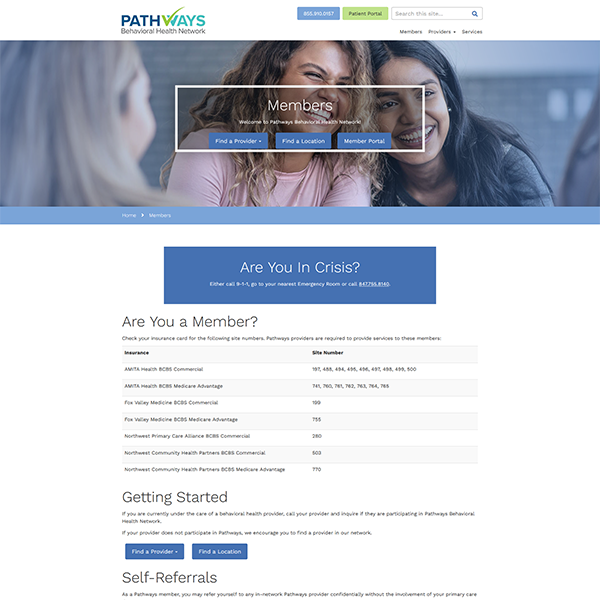 PATHWAYS
Behavioral Health Network
855.910.0157
Patient Portal
Search this site...
Members
Providers
Services
Members
Welcome to Pathways Behavioral Health Network!
Find a Provider
Find a Location
Member Portal
Home > Members
Are You In Crisis?
Either call 9-1-1, go to your nearest Emergency Room or call 847.755.8140.
Are You a Member?
Check your insurance card for the following site numbers. Pathways providers are required to provide services to these members:
Insurance Site Number
AMITA Health BCBS Commercial 197, 488, 494, 495, 496, 497, 498, 499, 500
AMITA Health BCBS Medicare Advantage 741, 760, 761, 762, 763, 764, 765
Fox Valley Medicine BCBS Commercial 199
Fox Valley Medicine BCBS Medicare Advantage 755
Northwest Primary Care Alliance BCBS Commercial 280
Northwest Community Health Partners BCBS Commercial 503
Northwest Community Health Partners BCBS Medicare Advantage 770
Getting Started
If you are currently under the care of a behavioral health provider, call your provider and inquire if they are participating in Pathways Behavioral
Health Network.
If your provider does not participate in Pathways, we encourage you to find a provider in our network.
Find a Provider
Find a Location
Self-Referrals
As a Pathways member, you may refer yourself to any in-network Pathways provider confidentially without the involvement of your primary care